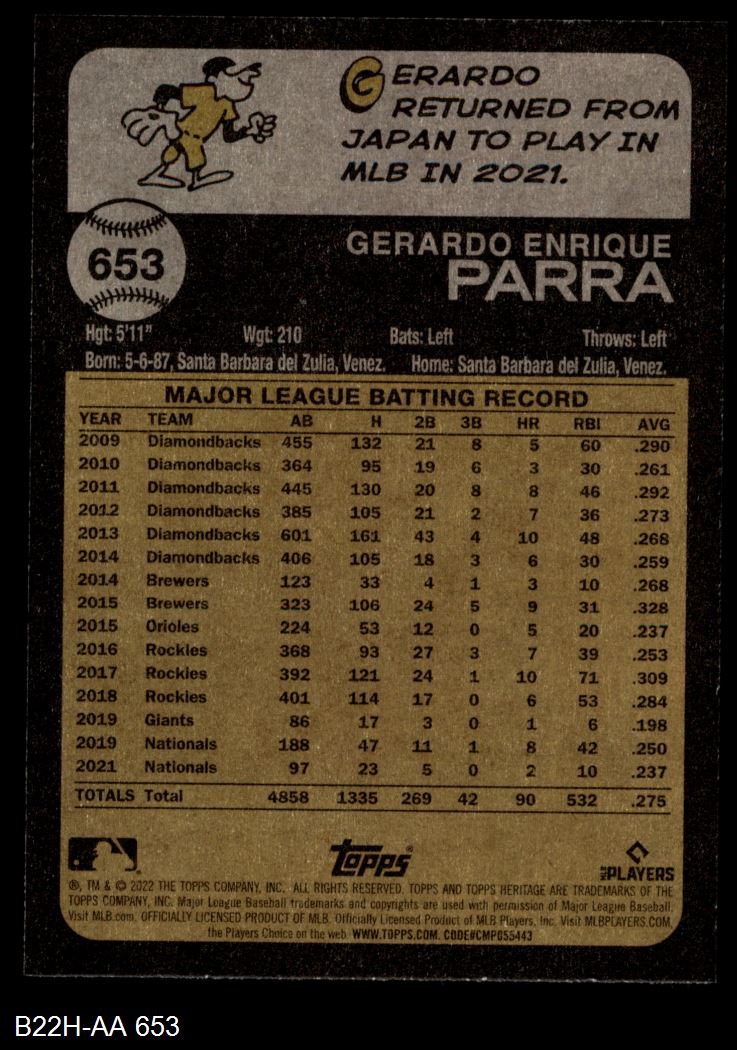 GERARDO
RETURNED FROM
JAPAN TO PLAY IN
MLB IN 2021.
653
GERARDO ENRIQUE
PARRA
Hgt: 5'11" Wgt: 210 Bats: Left Throws: Left
Born: 5-6-87, Santa Barbara del Zulia, Venez. Home: Santa Barbara del Zulia, Venez.
MAJOR LEAGUE BATTING RECORD
YEAR TEAM AB H 2B 3B HR RBI AVG
2009 Diamondbacks 455 132 21 8 5 60 .290
2010 Diamondbacks 364 95 19 6 3 30 .261
2011 Diamondbacks 445 130 20 8 8 46 .292
2012 Diamondbacks 385 105 21 2 7 36 .273
2013 Diamondbacks 601 161 43 4 10 48 .268
2014 Diamondbacks 406 105 18 3 6 30 .259
2014 Brewers 123 33 4 1 3 10 .268
2015 Brewers 323 106 24 5 9 31 .328
2015 Orioles 224 53 12 0 5 20 .237
2016 Rockies 368 93 27 3 7 39 .253
2017 Rockies 392 121 24 1 10 71 .309
2018 Rockies 401 114 17 0 6 53 .284
2019 Giants 86 17 3 0 1 6 .198
2019 Nationals 188 47 11 1 8 42 .250
2021 Nationals 97 23 5 0 2 10 .237
TOTALS Total 4858 1335 269 42 90 532 .275
Topps®
MLB PLAYERS
®, TM & © 2022 THE TOPPS COMPANY, INC. ALL RIGHTS RESERVED. TOPPS AND TOPPS HERITAGE ARE TRADEMARKS OF THE
TOPPS COMPANY, INC. Major League Baseball trademarks and copyrights are used with permission of Major League Baseball.
Visit MLB.com. OFFICIALLY LICENSED PRODUCT OF MLB. Officially Licensed Product of MLB Players, Inc. Visit MLBPLAYERS.COM,
the Players Choice on the web. WWW.TOPPS.COM. CODE#CMP055443
B22H-AA 653